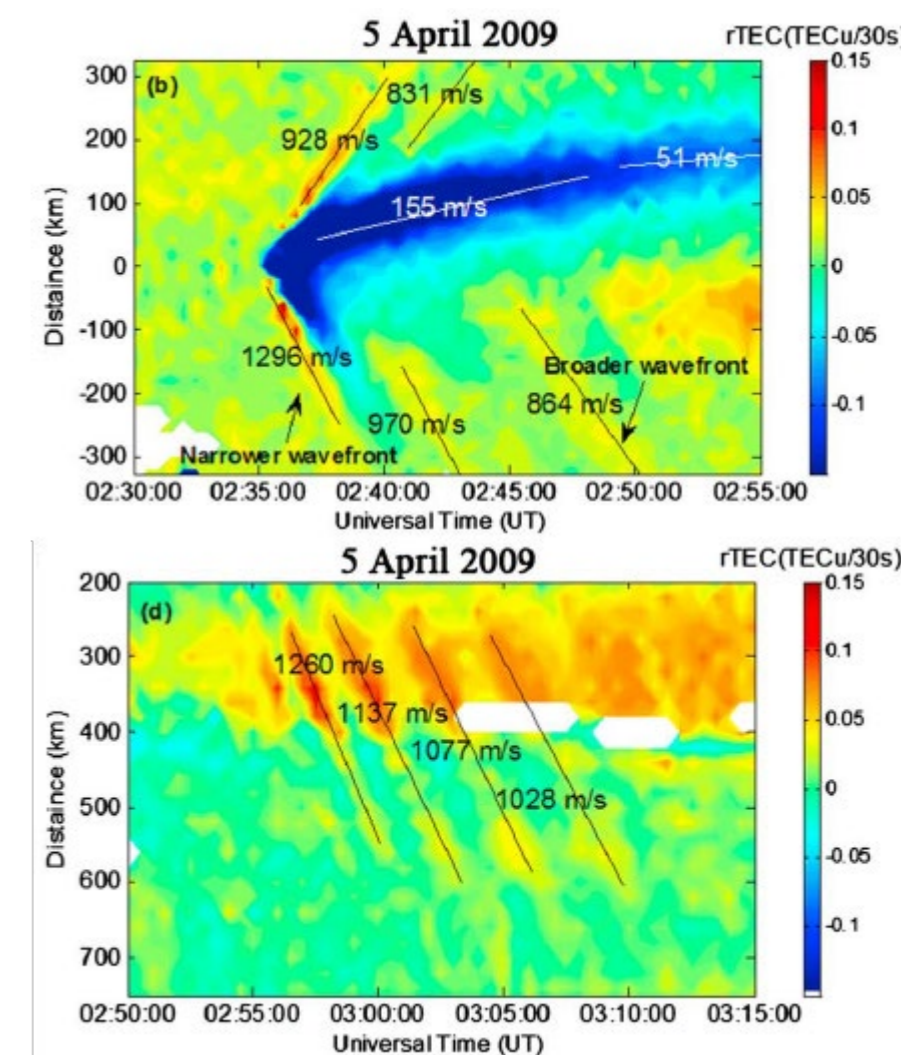 5 April 2009
rTEC(TECu/30s)
(b)
831 m/s
928 m/s
155 m/s
51 m/s
1296 m/s
970 m/s
864 m/s
Broader wavefront
Narrower wavefront
300
200
100
0
-100
-200
-300
Distaince (km)
02:30:00 02:35:00 02:40:00 02:45:00 02:50:00 02:55:00
Universal Time (UT)
0.15
0.1
0.05
0
-0.05
-0.1
5 April 2009
rTEC(TECu/30s)
(d)
1260 m/s
1137 m/s
1077 m/s
1028 m/s
200
300
400
500
600
700
Distaince (km)
02:50:00 02:55:00 03:00:00 03:05:00 03:10:00 03:15:00
Universal Time (UT)
0.15
0.1
0.05
0
-0.05
-0.1